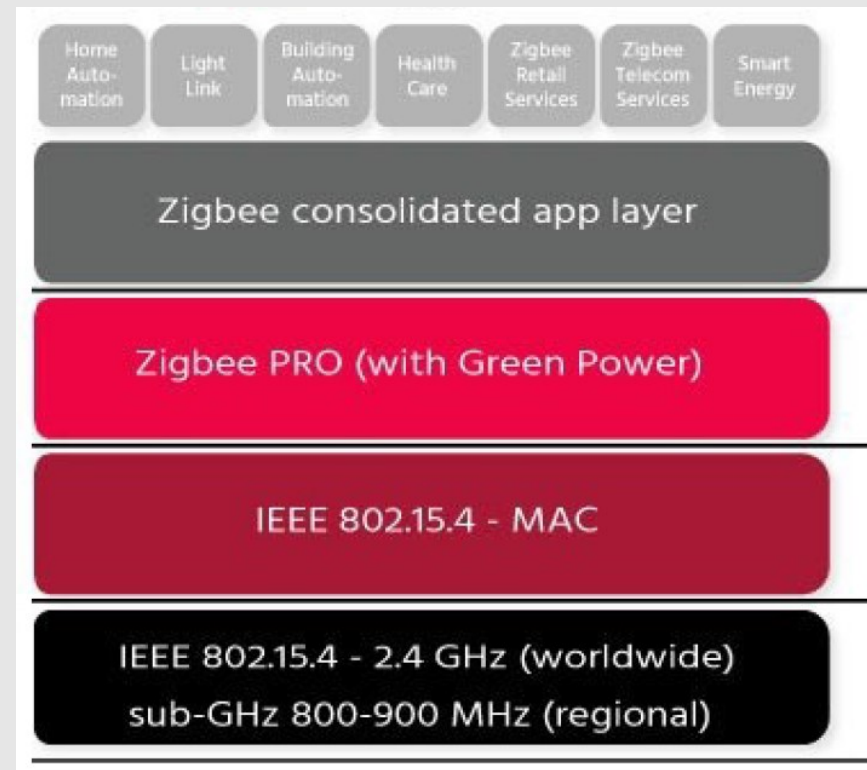 Home
Auto-
mation
Light
Link
Building
Auto-
mation
Health
Care
Zigbee
Retail
Services
Zigbee
Telecom
Services
Smart
Energy
Zigbee consolidated app layer
Zigbee PRO (with Green Power)
IEEE 802.15.4 - MAC
IEEE 802.15.4 - 2.4 GHz (worldwide)
sub-GHz 800-900 MHz (regional)